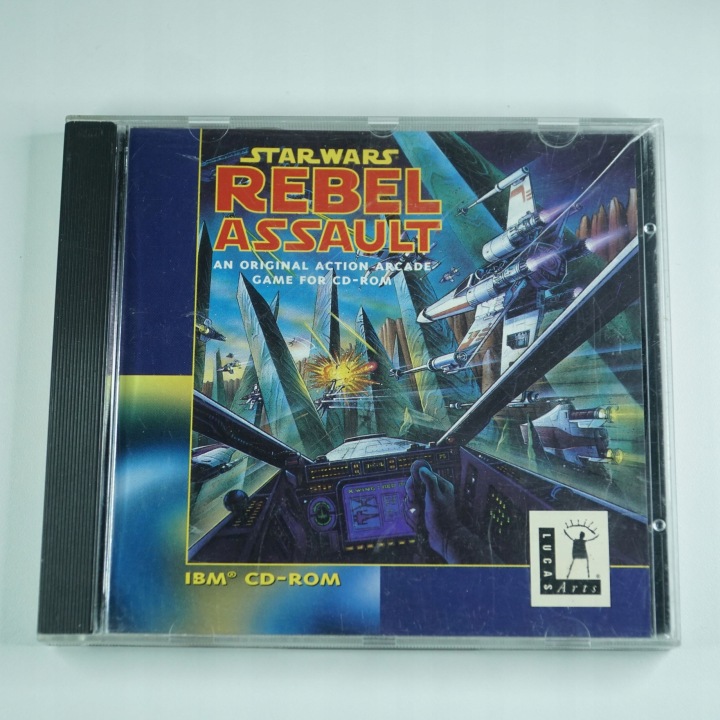 STAR WARS
REBEL
ASSAULT
AN ORIGINAL ACTION ARCADE
GAME FOR CD-ROM
IBM® CD-ROM
LUCAS
Arts ®